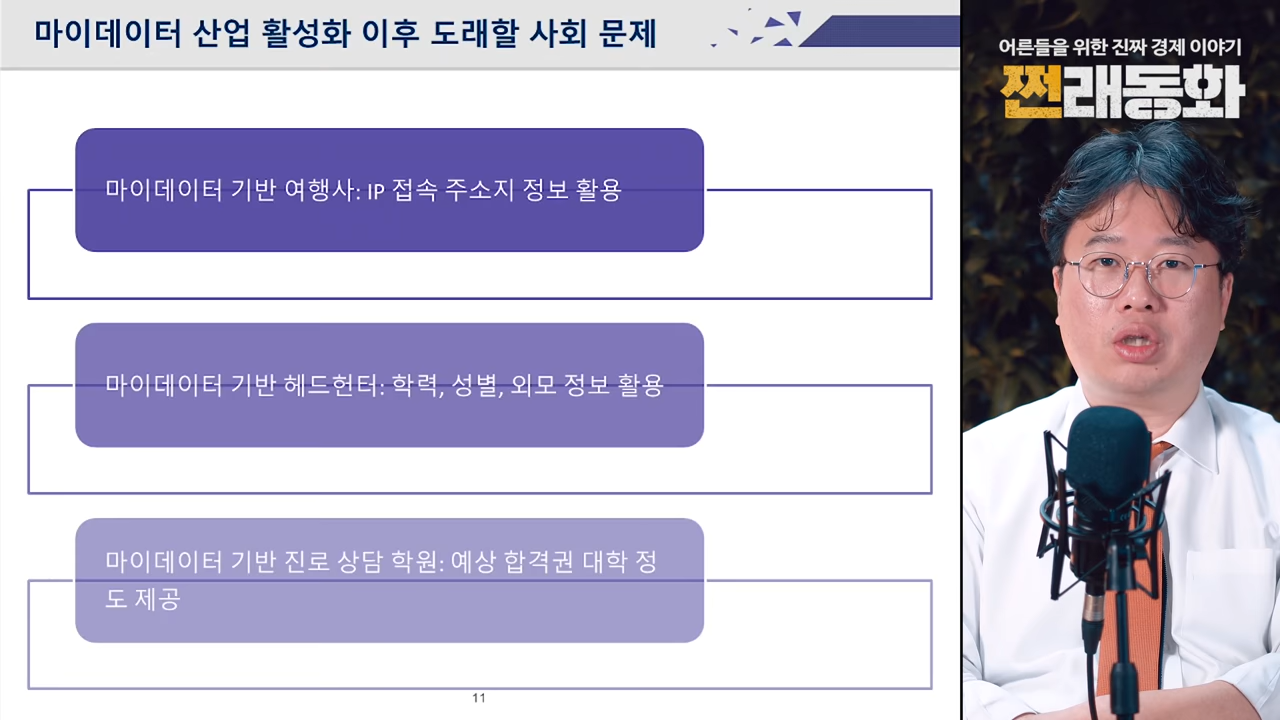 마이데이터 산업 활성화 이후 도래할 사회 문제
어른들을 위한 진짜 경제 이야기
쩐래동화
마이데이터 기반 여행사: IP 접속 주소지 정보 활용
마이데이터 기반 헤드헌터: 학력, 성별, 외모 정보 활용
마이데이터 기반 진로 상담 학원: 예상 합격권 대학 정
도 제공
11